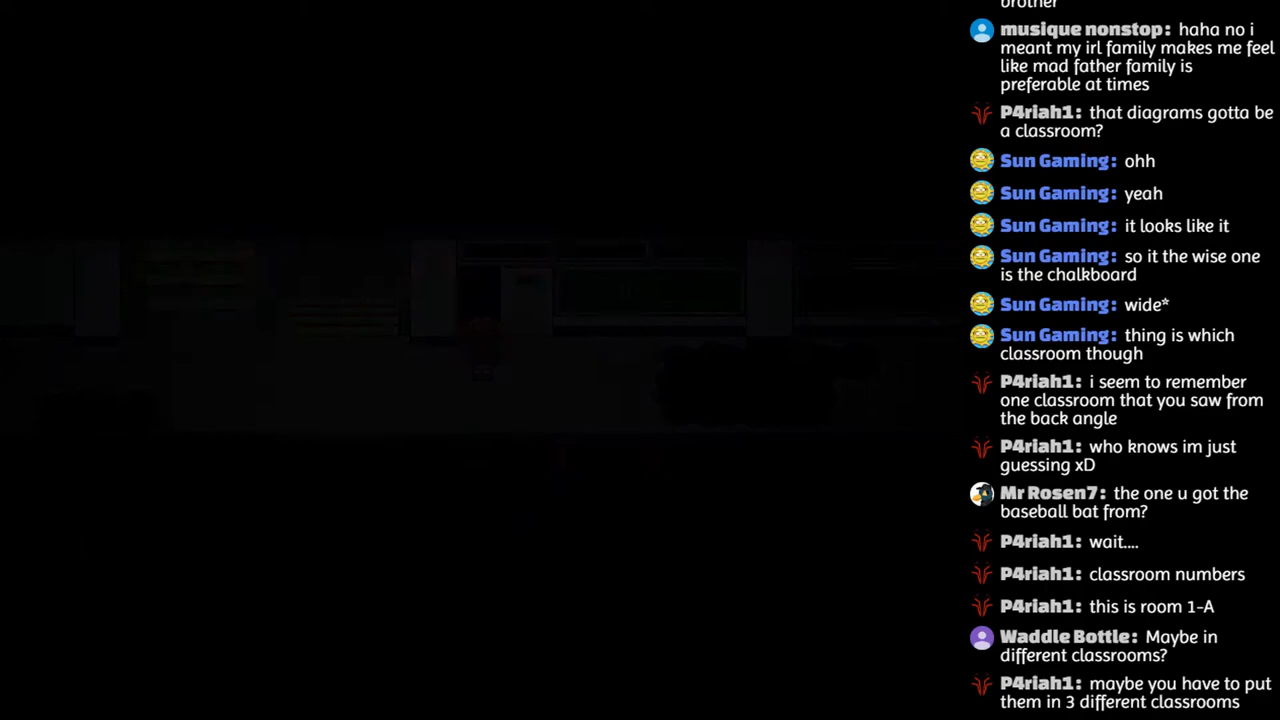 brother
musique nonstop: haha no i
meant my irl family makes me feel
like mad father family is
preferable at times
P4riah1: that diagrams gotta be
a classroom?
Sun Gaming: ohh
Sun Gaming: yeah
Sun Gaming: it looks like it
Sun Gaming: so it the wise one
is the chalkboard
Sun Gaming: wide*
Sun Gaming: thing is which
classroom though
P4riah1: i seem to remember
one classroom that you saw from
the back angle
P4riah1: who knows im just
guessing xD
Mr Rosen7: the one u got the
baseball bat from?
P4riah1: wait....
P4riah1: classroom numbers
P4riah1: this is room 1-A
Waddle Bottle: Maybe in
different classrooms?
P4riah1: maybe you have to put
them in 3 different classrooms